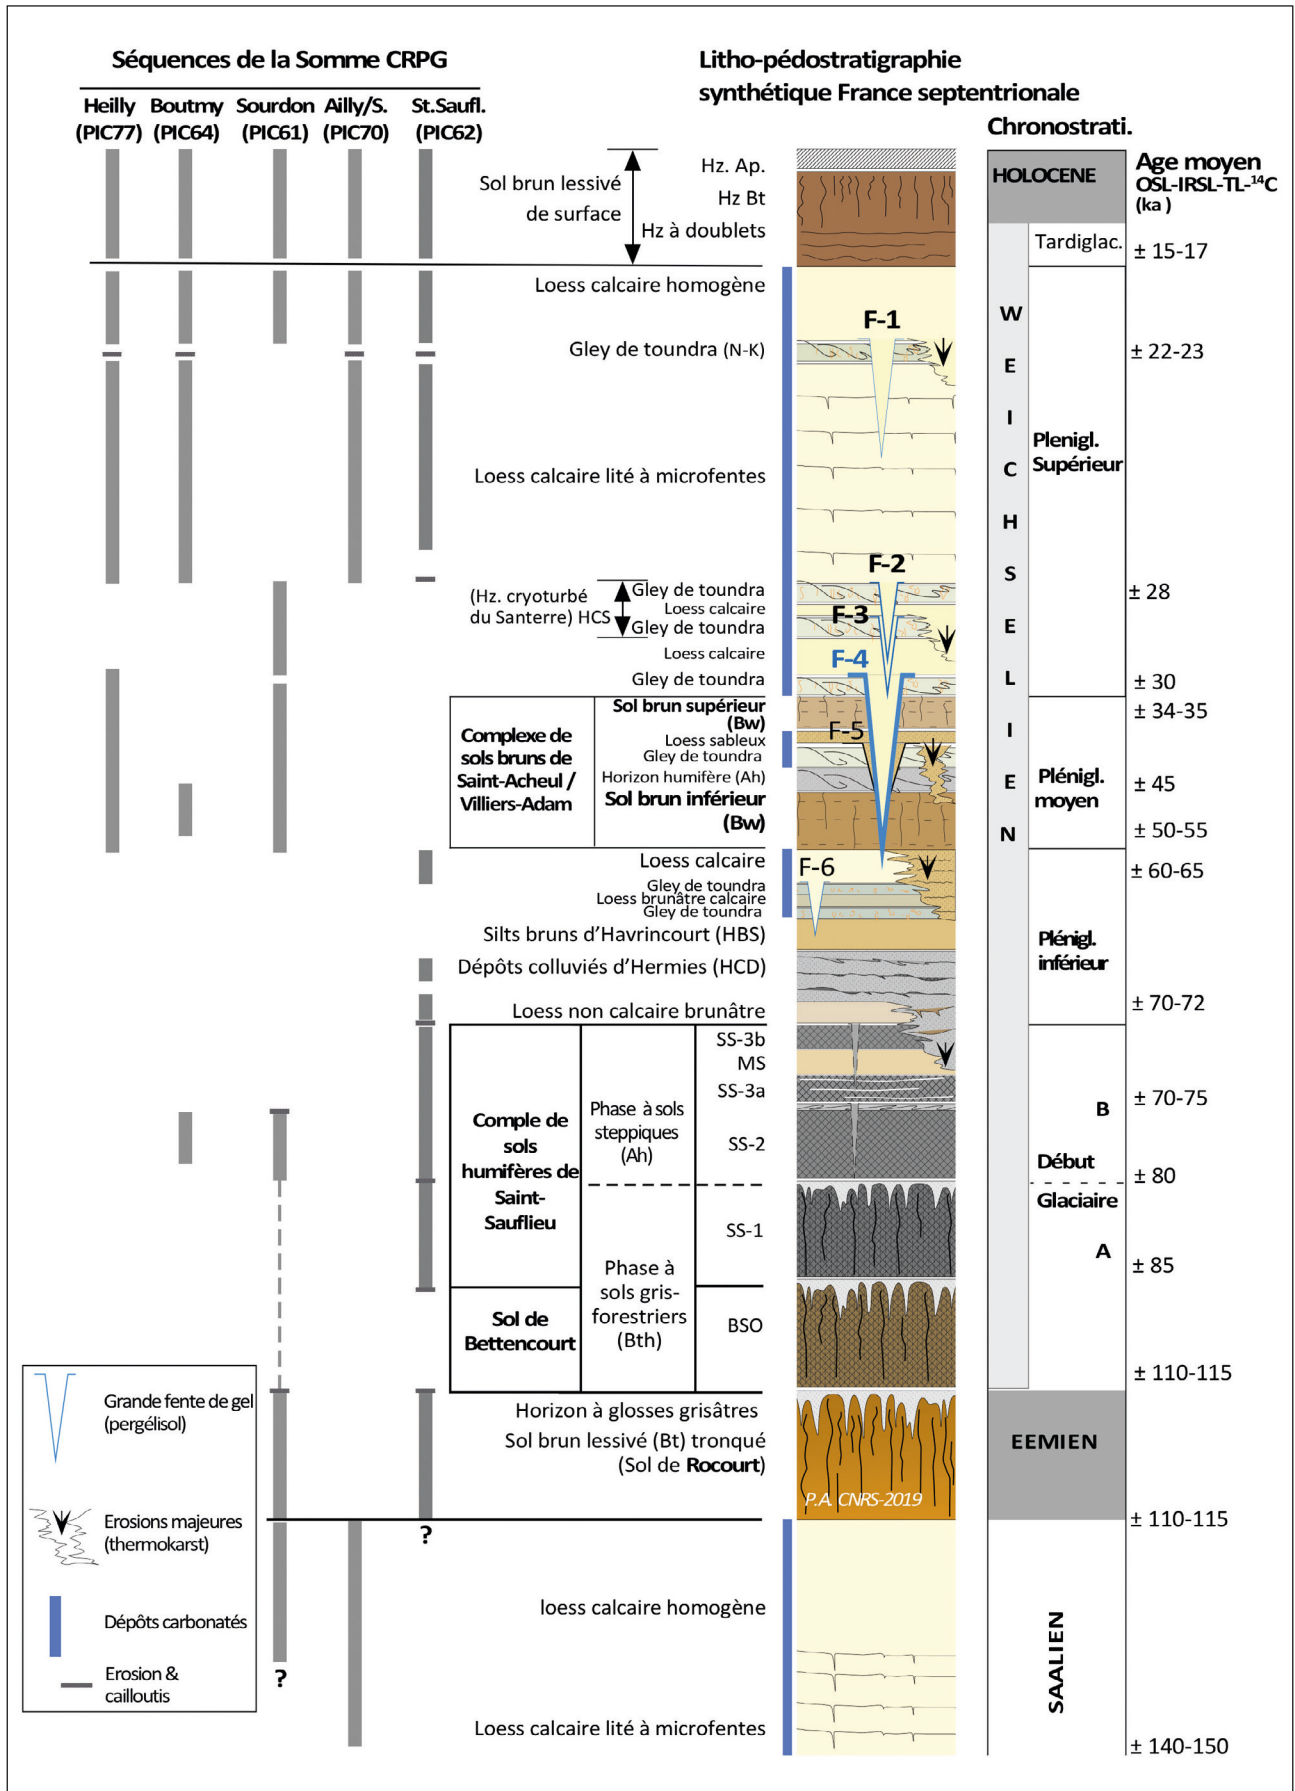 Séquences de la Somme CRPG
Heilly
(PIC77)
Boutmy
(PIC64)
Sourdon
(PIC61)
Ailly/S.
(PIC70)
St.Saufl.
(PIC62)
Litho-pédostratigraphie
synthétique France septentrionale
Chronostrati.
Age moyen
OSL-IRSL-TL-¹⁴C
(ka )
Sol brun lessivé
de surface
Hz. Ap.
Hz Bt
Hz à doublets
HOLOCENE
Tardiglac.
± 15-17
Loess calcaire homogène
F-1
Gley de toundra (N-K)
± 22-23
Plenigl.
Supérieur
Loess calcaire lité à microfentes
WEICHSELIEN
F-2
(Hz. cryoturbé
du Santerre) HCS
Gley de toundra
Loess calcaire
Gley de toundra
F-3
± 28
Loess calcaire
F-4
Gley de toundra
± 30
Complexe de
sols bruns de
Saint-Acheul /
Villiers-Adam
Sol brun supérieur
(Bw)
± 34-35
Loess sableux
F-5
Gley de toundra
Horizon humifère (Ah)
Sol brun inférieur
(Bw)
Plénigl.
moyen
± 45
± 50-55
Loess calcaire
F-6
± 60-65
Gley de toundra
Loess brunâtre calcaire
Gley de toundra
Silts bruns d’Havrincourt (HBS)
Plénigl.
inférieur
Dépôts colluviés d’Hermies (HCD)
Loess non calcaire brunâtre
± 70-72
Comple de
sols
humifères de
Saint-
Sauflieu
Phase à sols
steppiques
(Ah)
SS-3b
MS
SS-3a
SS-2
B
± 70-75
Début
Glaciaire
± 80
SS-1
A
± 85
Phase à
sols gris-
forestriers
(Bth)
Sol de
Bettencourt
BSO
± 110-115
Horizon à glosses grisâtres
Sol brun lessivé (Bt) tronqué
(Sol de Rocourt)
P.A. CNRS-2019
EEMIEN
± 110-115
?
loess calcaire homogène
?
Loess calcaire lité à microfentes
SAALIEN
± 140-150
Grande fente de gel
(pergélisol)
Erosions majeures
(thermokarst)
Dépôts carbonatés
Erosion &
cailloutis